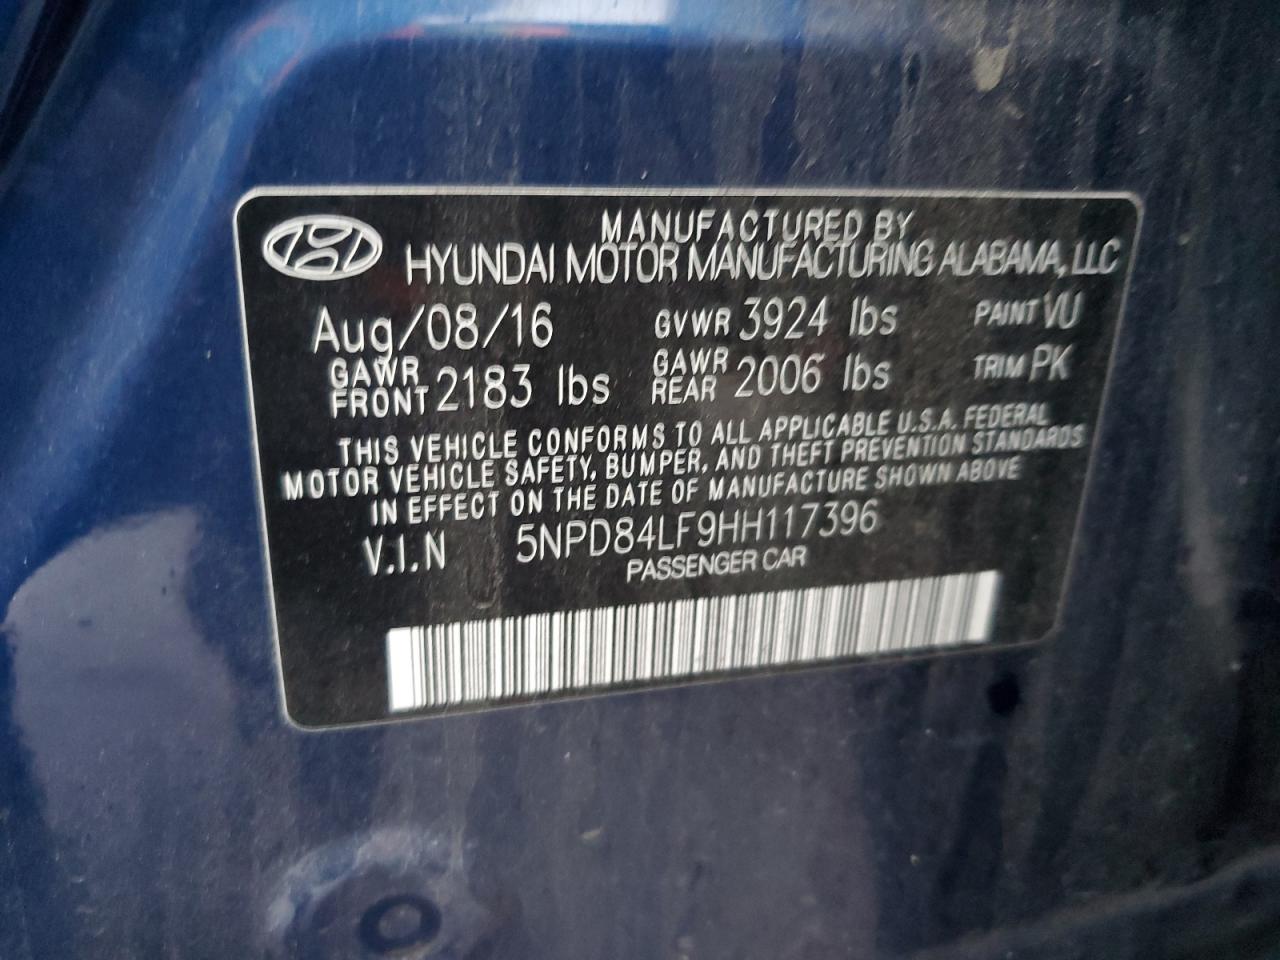 MANUFACTURED BY
HYUNDAI MOTOR MANUFACTURING ALABAMA, LLC
Aug/08/16 GVWR 3924 lbs PAINT VU
GAWR FRONT 2183 lbs GAWR REAR 2006 lbs TRIM PK
THIS VEHICLE CONFORMS TO ALL APPLICABLE U.S.A. FEDERAL
MOTOR VEHICLE SAFETY, BUMPER, AND THEFT PREVENTION STANDARDS
IN EFFECT ON THE DATE OF MANUFACTURE SHOWN ABOVE
V.I.N 5NPD84LF9HH117396
PASSENGER CAR